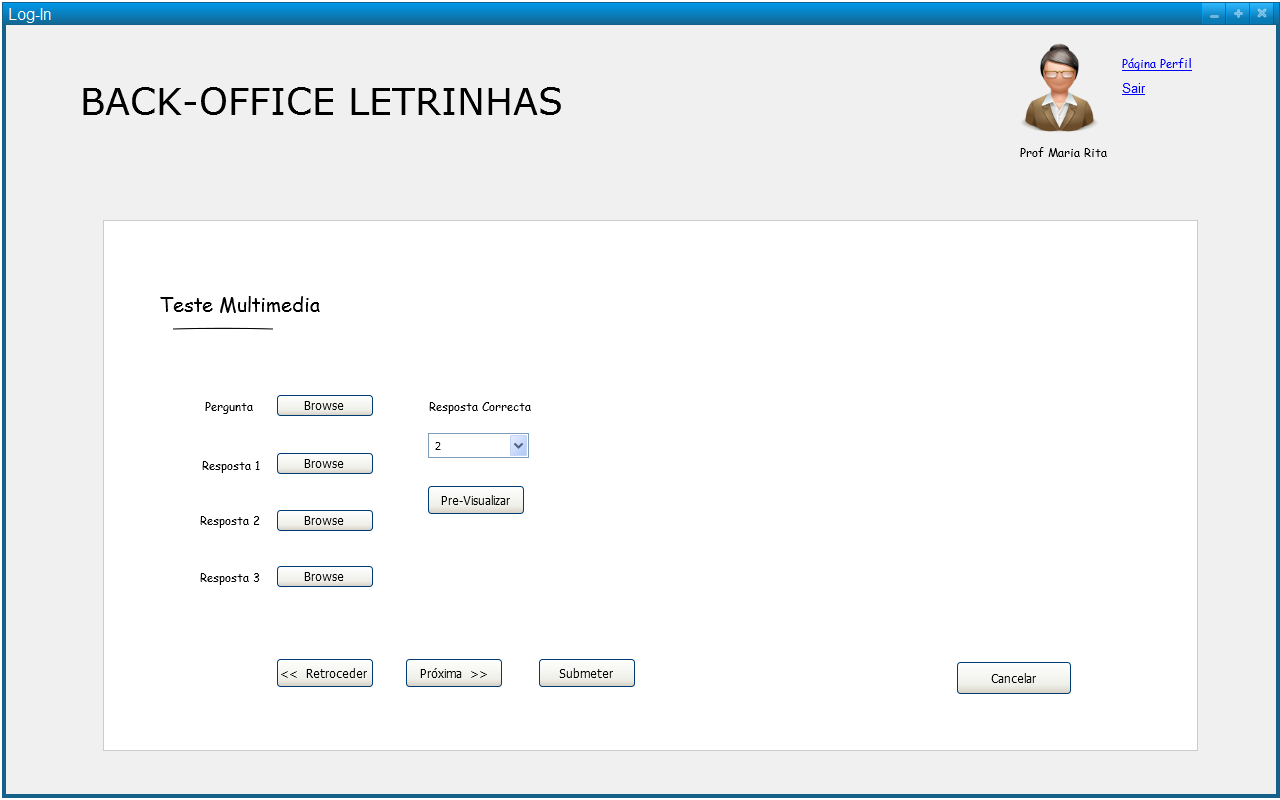 Log-In
BACK-OFFICE LETRINHAS
Página Perfil
Sair
Prof Maria Rita
Teste Multimedia
Pergunta Browse Resposta Correcta
2
Resposta 1 Browse
Pre-Visualizar
Resposta 2 Browse
Resposta 3 Browse
<< Retroceder Próxima >> Submeter Cancelar